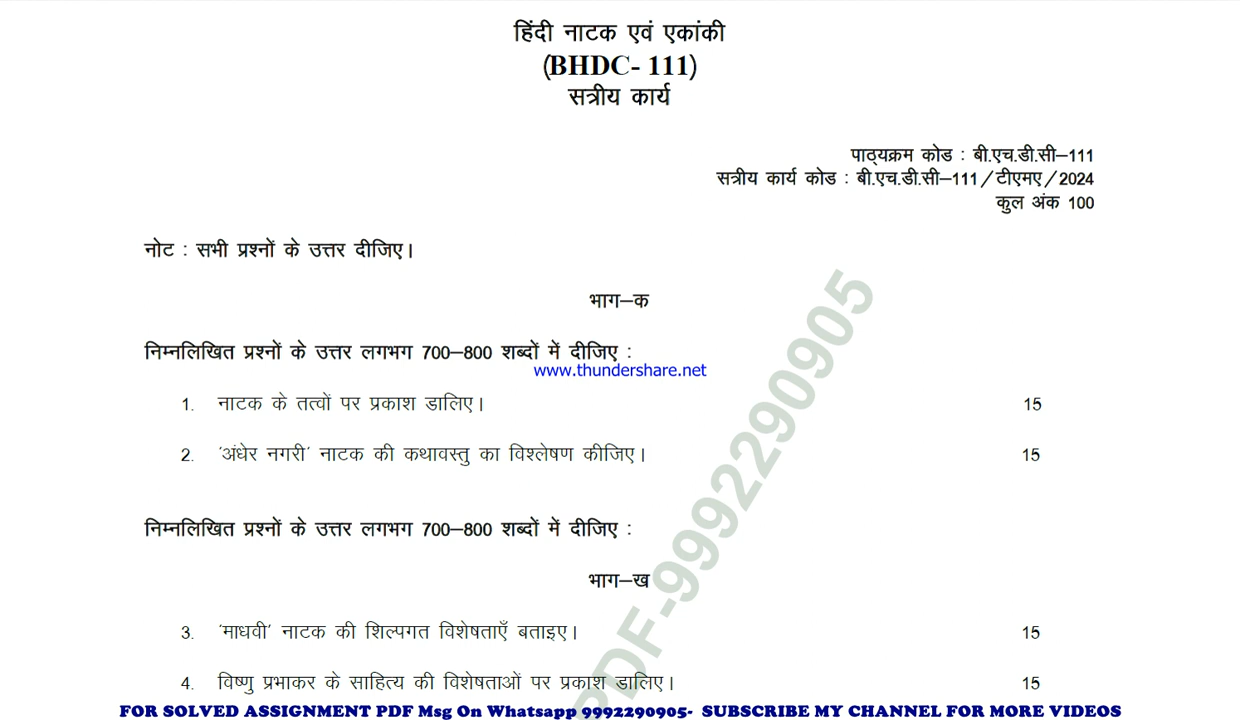 हिंदी नाटक एवं एकांकी
(BHDC- 111)
सत्रीय कार्य
पाठ्यक्रम कोड : बी.एच.डी.सी–111
सत्रीय कार्य कोड : बी.एच.डी.सी–111/टीएमए/2024
कुल अंक 100
नोट : सभी प्रश्नों के उत्तर दीजिए।
भाग–क
निम्नलिखित प्रश्नों के उत्तर लगभग 700–800 शब्दों में दीजिए :
www.thundershare.net
1. नाटक के तत्वों पर प्रकाश डालिए। 15
2. ‘अंधेर नगरी’ नाटक की कथावस्तु का विश्लेषण कीजिए। 15
निम्नलिखित प्रश्नों के उत्तर लगभग 700–800 शब्दों में दीजिए :
भाग–ख
3. ‘माधवी’ नाटक की शिल्पगत विशेषताएँ बताइए। 15
4. विष्णु प्रभाकर के साहित्य की विशेषताओं पर प्रकाश डालिए। 15
PDF-9992290905
FOR SOLVED ASSIGNMENT PDF Msg On Whatsapp 9992290905- SUBSCRIBE MY CHANNEL FOR MORE VIDEOS